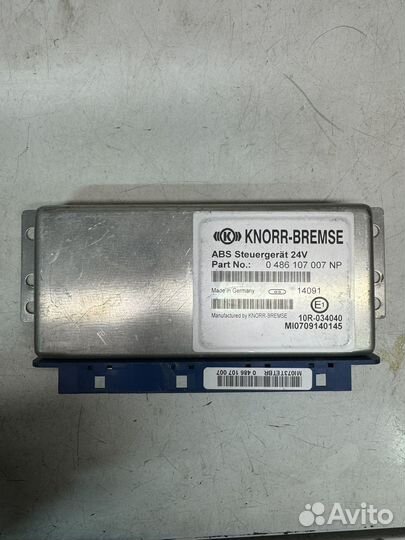 KNORR-BREMSE
ABS Steuergerät 24V
Part No.: 0 486 107 007 NP
Made in Germany 14091
E1
Manufactured by KNORR-BREMSE
10R-034040
MI0709140145
MI073TETBR
0 486 107 007
Avito